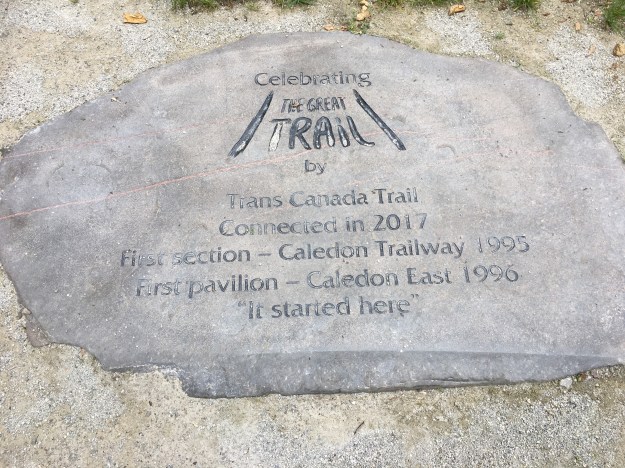 Celebrating
THE GREAT
TRAIL
by
Trans Canada Trail
Connected in 2017
First section – Caledon Trailway 1995
First pavilion – Caledon East 1996
"It started here"